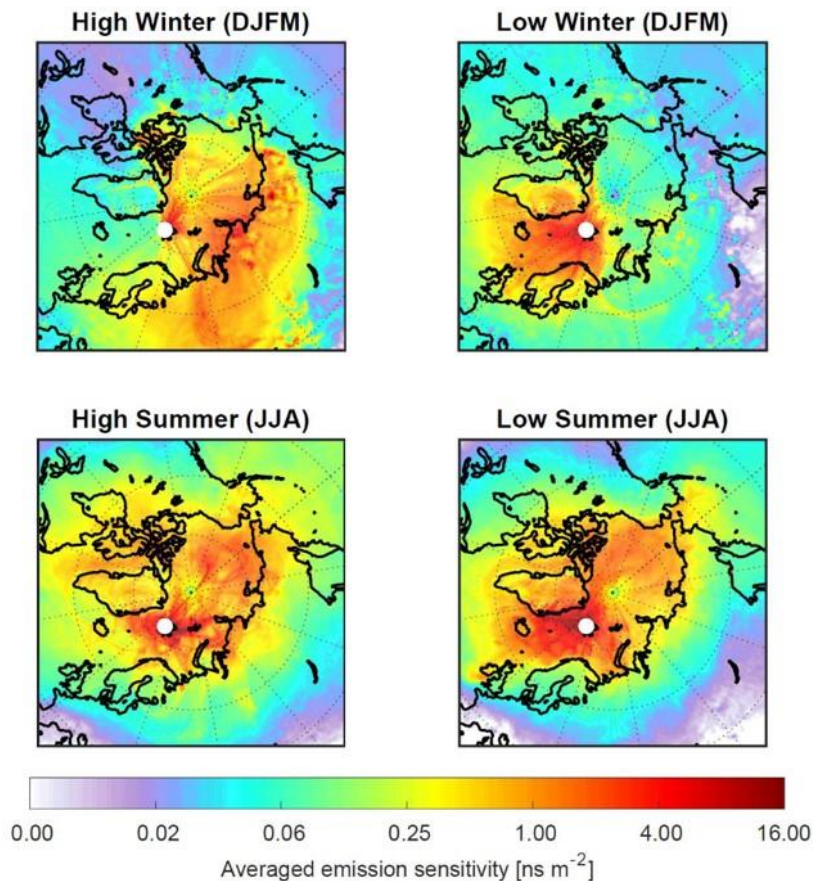 High Winter (DJFM) Low Winter (DJFM)
High Summer (JJA) Low Summer (JJA)
0.00 0.02 0.06 0.25 1.00 4.00 16.00
Averaged emission sensitivity [ns m⁻²]